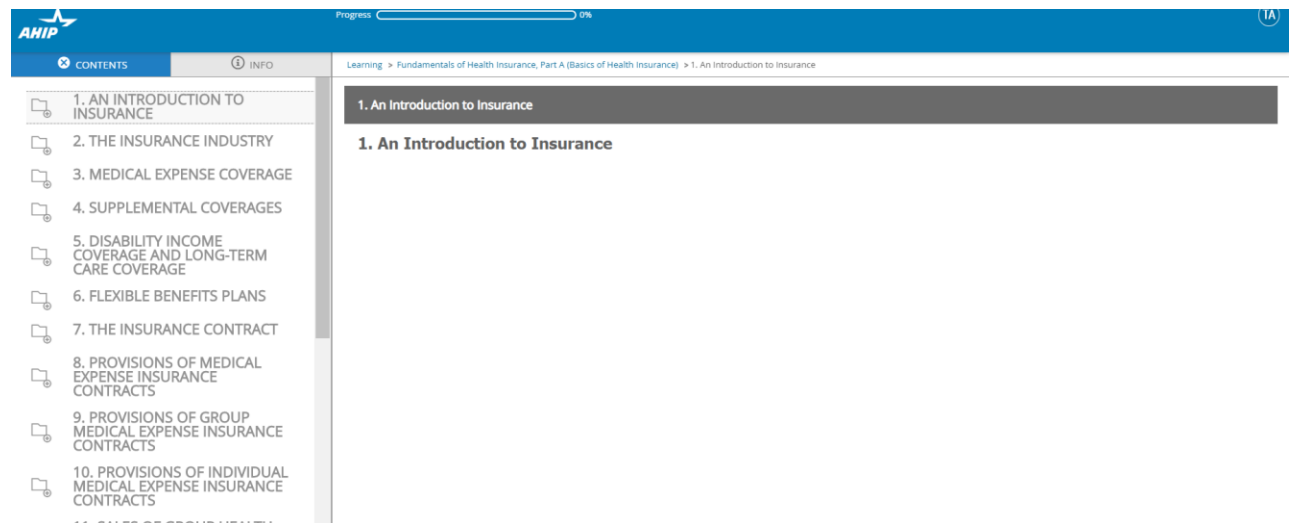 AHIP
Progress 0%
TA
CONTENTS
INFO
Learning > Fundamentals of Health Insurance, Part A (Basics of Health Insurance) > 1. An Introduction to Insurance
1. AN INTRODUCTION TO
INSURANCE
2. THE INSURANCE INDUSTRY
3. MEDICAL EXPENSE COVERAGE
4. SUPPLEMENTAL COVERAGES
5. DISABILITY INCOME
COVERAGE AND LONG-TERM
CARE COVERAGE
6. FLEXIBLE BENEFITS PLANS
7. THE INSURANCE CONTRACT
8. PROVISIONS OF MEDICAL
EXPENSE INSURANCE
CONTRACTS
9. PROVISIONS OF GROUP
MEDICAL EXPENSE INSURANCE
CONTRACTS
10. PROVISIONS OF INDIVIDUAL
MEDICAL EXPENSE INSURANCE
CONTRACTS
1. An Introduction to Insurance
1. An Introduction to Insurance